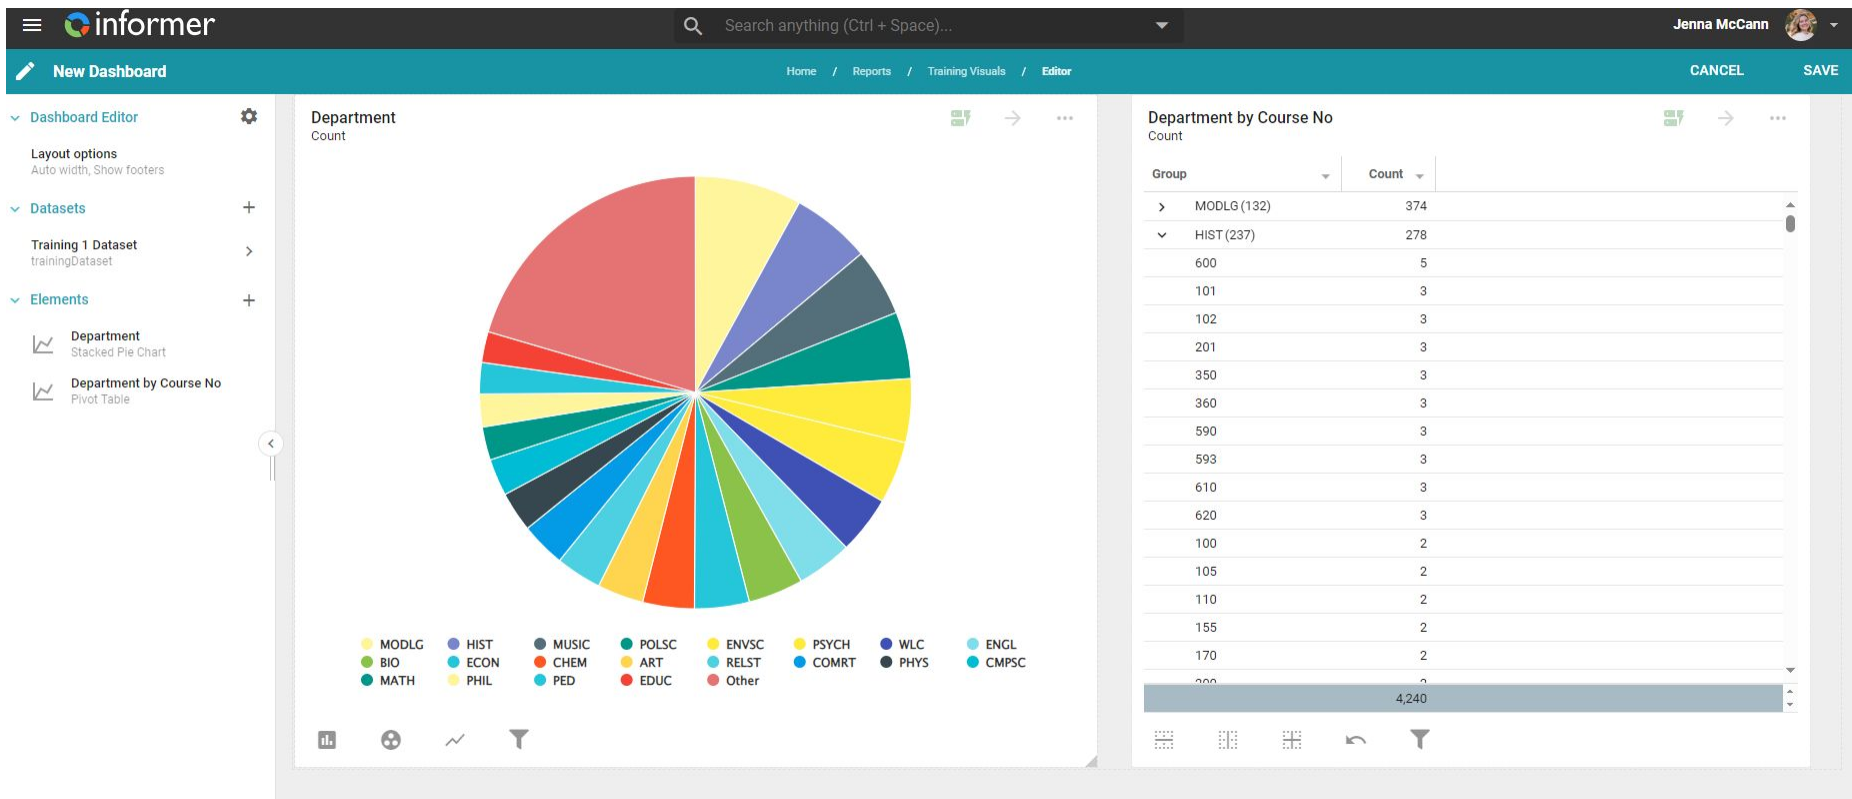 informer
Search anything (Ctrl + Space)...
Jenna McCann
New Dashboard
Home / Reports / Training Visuals / Editor
CANCEL SAVE
Dashboard Editor
Layout options
Auto width, Show footers
Datasets
Training 1 Dataset
trainingDataset
Elements
Department
Stacked Pie Chart
Department by Course No
Pivot Table
Department
Count
MODLG HIST MUSIC POLSC ENVSC PSYCH WLC ENGL
BIO ECON CHEM ART RELST COMRT PHYS CMPSC
MATH PHIL PED EDUC Other
Department by Course No
Count
Group Count
MODLG (132) 374
HIST (237) 278
600 5
101 3
102 3
201 3
350 3
360 3
590 3
593 3
610 3
620 3
100 2
105 2
110 2
155 2
170 2
4,240